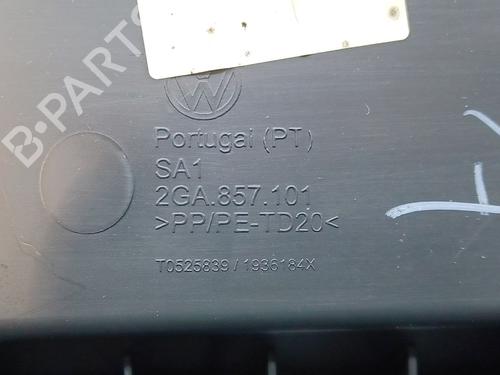 B-PARTS
Portugal (PT)
SA1
2GA.857.101
>PP/PE-TD20<
T0525839 / 1936184X